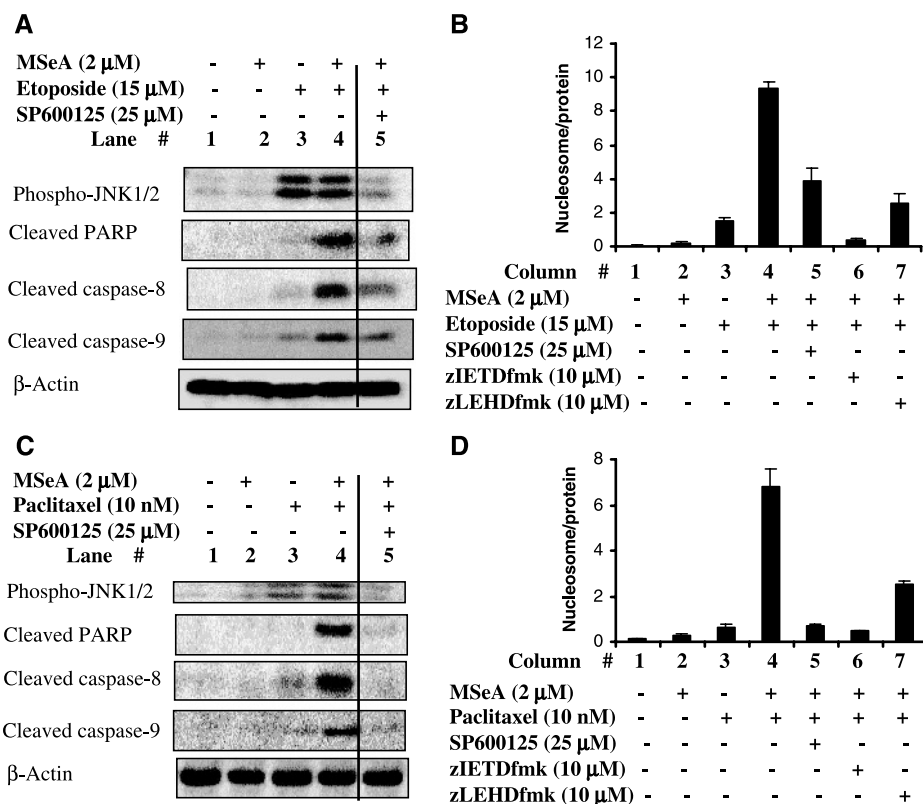 A
MSeA (2 μM) - + - + +
Etoposide (15 μM) - - + + +
SP600125 (25 μM) - - - - +
Lane # 1 2 3 4 5
Phospho-JNK1/2
Cleaved PARP
Cleaved caspase-8
Cleaved caspase-9
β-Actin
B
Nucleosome/protein
12
10
8
6
4
2
0
Column # 1 2 3 4 5 6 7
MSeA (2 μM) - + - + + + +
Etoposide (15 μM) - - + + + + +
SP600125 (25 μM) - - - - + - -
zIETDfmk (10 μM) - - - - - + -
zLEHDfmk (10 μM) - - - - - - +
C
MSeA (2 μM) - + - + +
Paclitaxel (10 nM) - - + + +
SP600125 (25 μM) - - - - +
Lane # 1 2 3 4 5
Phospho-JNK1/2
Cleaved PARP
Cleaved caspase-8
Cleaved caspase-9
β-Actin
D
Nucleosome/protein
8
6
4
2
0
Column # 1 2 3 4 5 6 7
MSeA (2 μM) - + - + + + +
Paclitaxel (10 nM) - - + + + + +
SP600125 (25 μM) - - - - + - -
zIETDfmk (10 μM) - - - - - + -
zLEHDfmk (10 μM) - - - - - - +